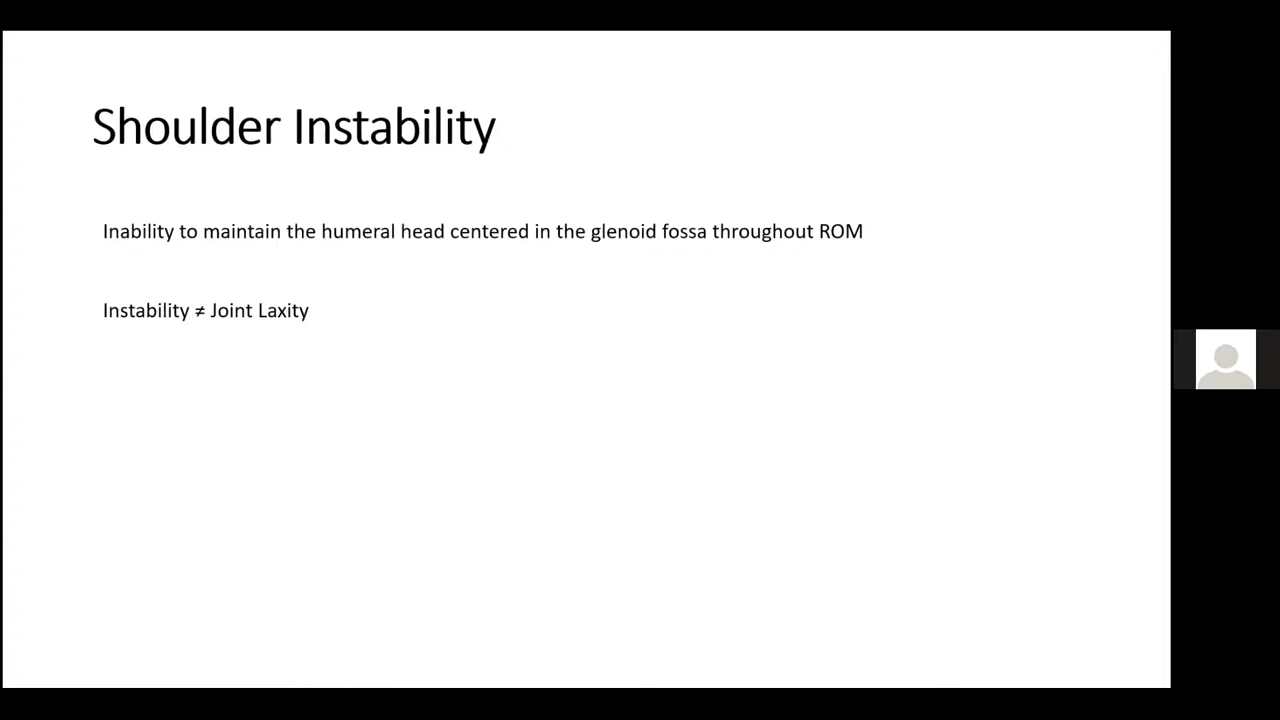 Shoulder Instability
Inability to maintain the humeral head centered in the glenoid fossa throughout ROM
Instability ≠ Joint Laxity